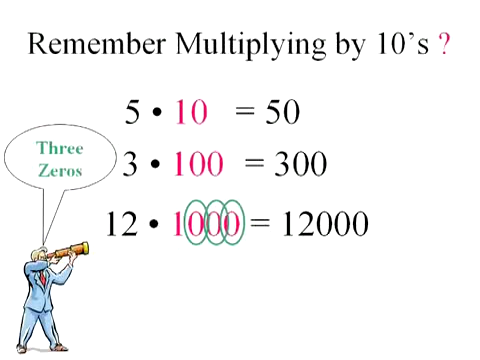 Remember Multiplying by 10's ?
5 • 10 = 50
Three
Zeros
3 • 100 = 300
12 • 1000 = 12000